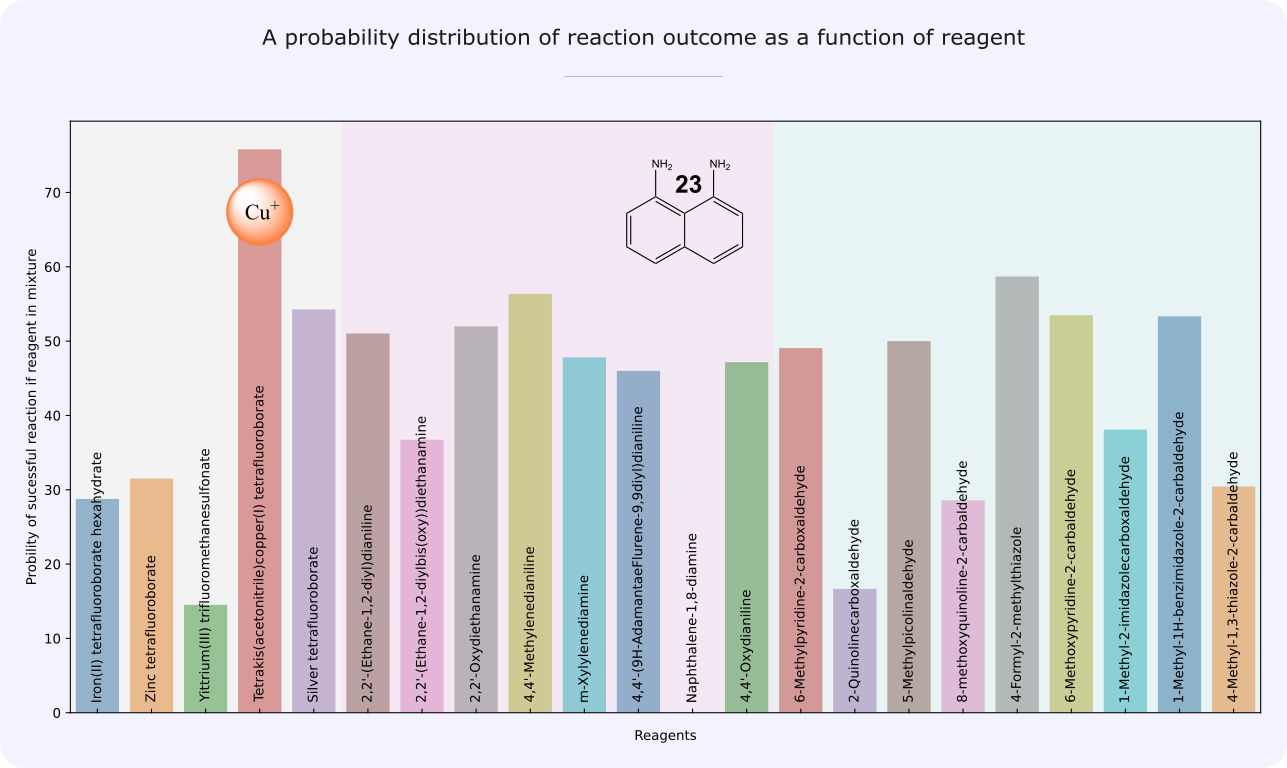 A probability distribution of reaction outcome as a function of reagent
Probility of sucessful reaction if reagent in mixture
70
60
50
40
30
20
10
0
Cu+
NH2
NH2
23
Iron(II) tetrafluoroborate hexahydrate
Zinc tetrafluoroborate
Yittrium(III) trifluoromethanesulfonate
Tetrakis(acetonitrile)copper(I) tetrafluoroborate
Silver tetrafluoroborate
2,2'-(Ethane-1,2-diyl)dianiline
2,2'-(Ethane-1,2-diylbis(oxy))diethanamine
2,2'-Oxydiethanamine
4,4'-Methylenedianiline
m-Xylylenediamine
4,4'-(9H-AdamantaeFlurene-9,9diyl)dianiline
Naphthalene-1,8-diamine
4,4'-Oxydianiline
6-Methylpyridine-2-carboxaldehyde
2-Quinolinecarboxaldehyde
5-Methylpicolinaldehyde
8-methoxyquinoline-2-carbaldehyde
4-Formyl-2-methylthiazole
6-Methoxypyridine-2-carbaldehyde
1-Methyl-2-imidazolecarboxaldehyde
1-Methyl-1H-benzimidazole-2-carbaldehyde
4-Methyl-1,3-thiazole-2-carbaldehyde
Reagents